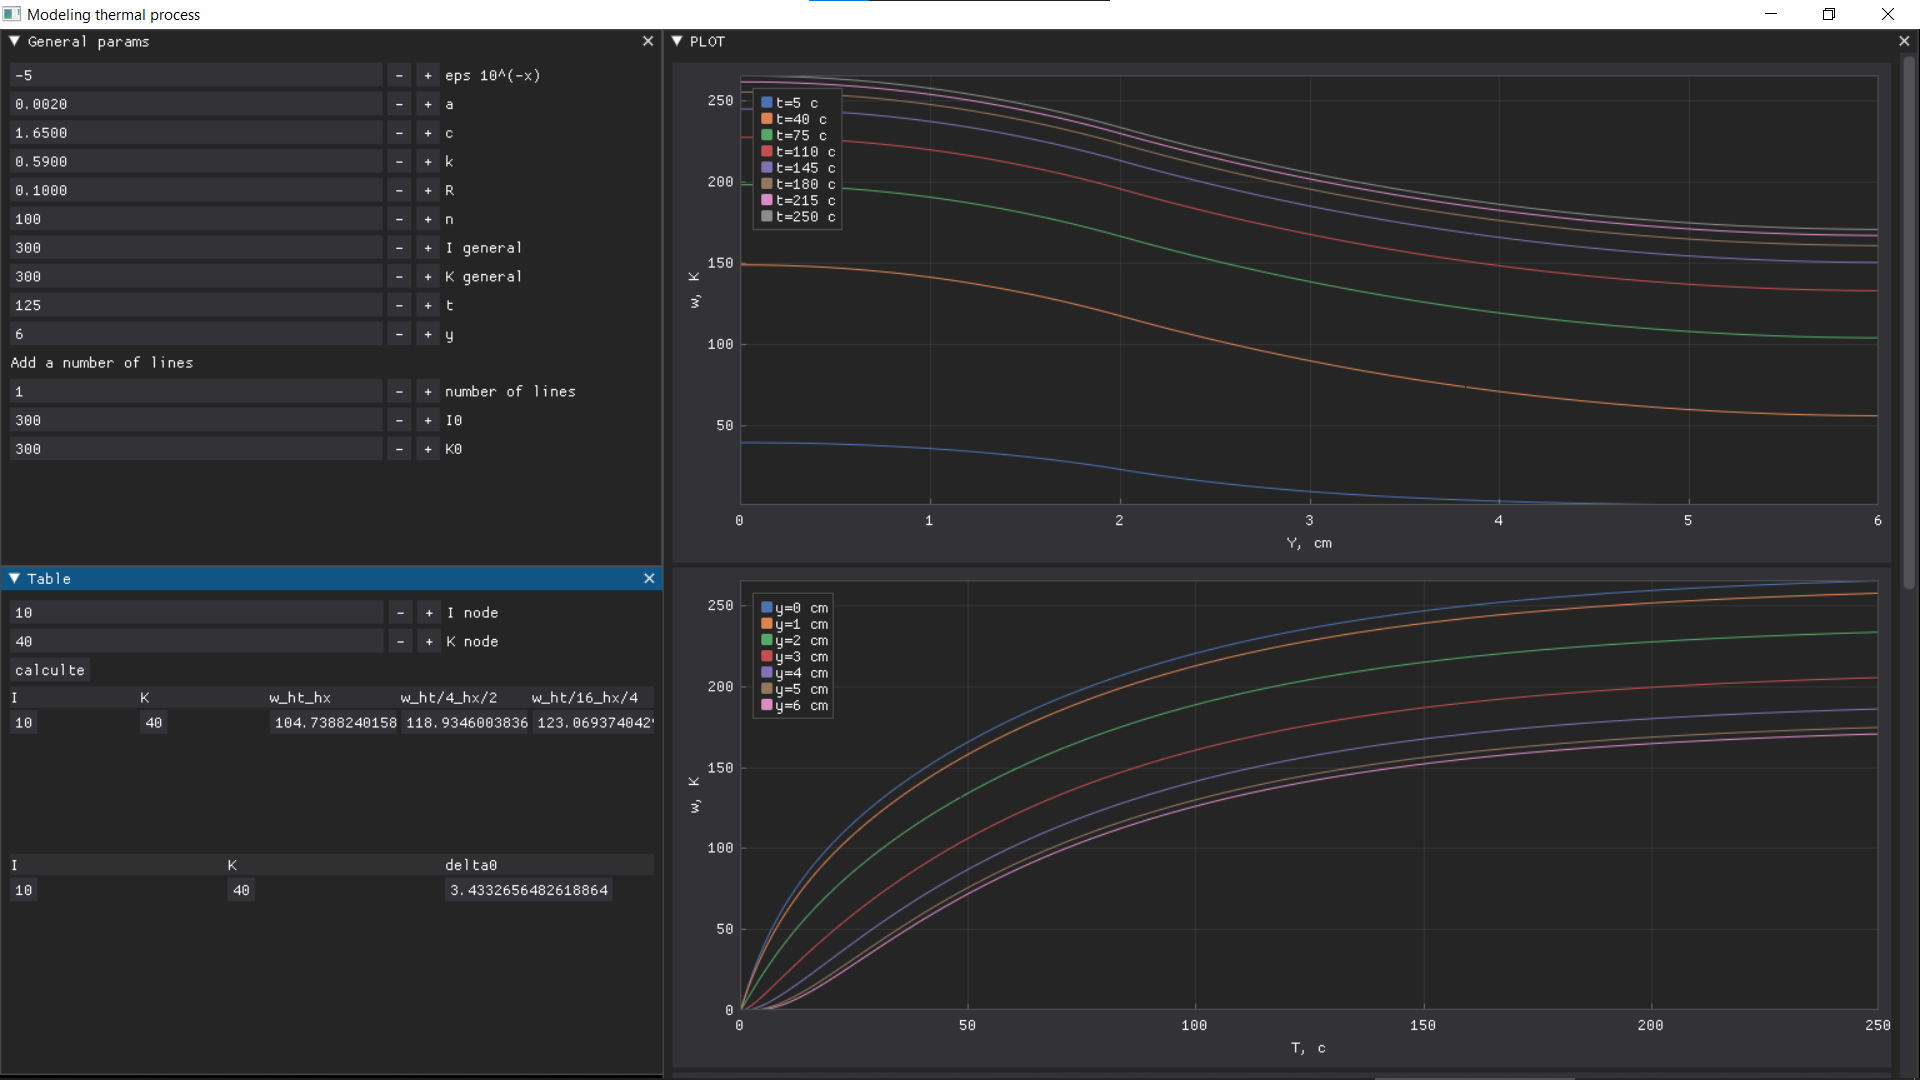 Modeling thermal process
General params
-5 - + eps 10^(-x)
0.0020 - + a
1.6500 - + c
0.5900 - + k
0.1000 - + R
100 - + n
300 - + I general
300 - + K general
125 - + t
6 - + y
Add a number of lines
1 - + number of lines
300 - + I0
300 - + K0
Table
10 - + I node
40 - + K node
calculte
I K w_ht_hx w_ht/4_hx/2 w_ht/16_hx/4
10 40 104.7388240158 118.9346003836 123.069374042
I K delta0
10 40 3.4332656482618864
PLOT
t=5 c
t=40 c
t=75 c
t=110 c
t=145 c
t=180 c
t=215 c
t=250 c
250
200
150
100
50
w, K
0 1 2 3 4 5 6
Y, cm
y=0 cm
y=1 cm
y=2 cm
y=3 cm
y=4 cm
y=5 cm
y=6 cm
250
200
150
100
50
0
w, K
0 50 100 150 200 250
T, c